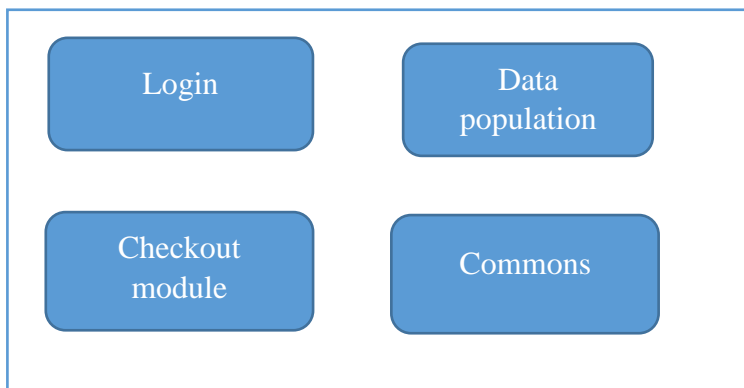 Login
Data
population
Checkout
module
Commons